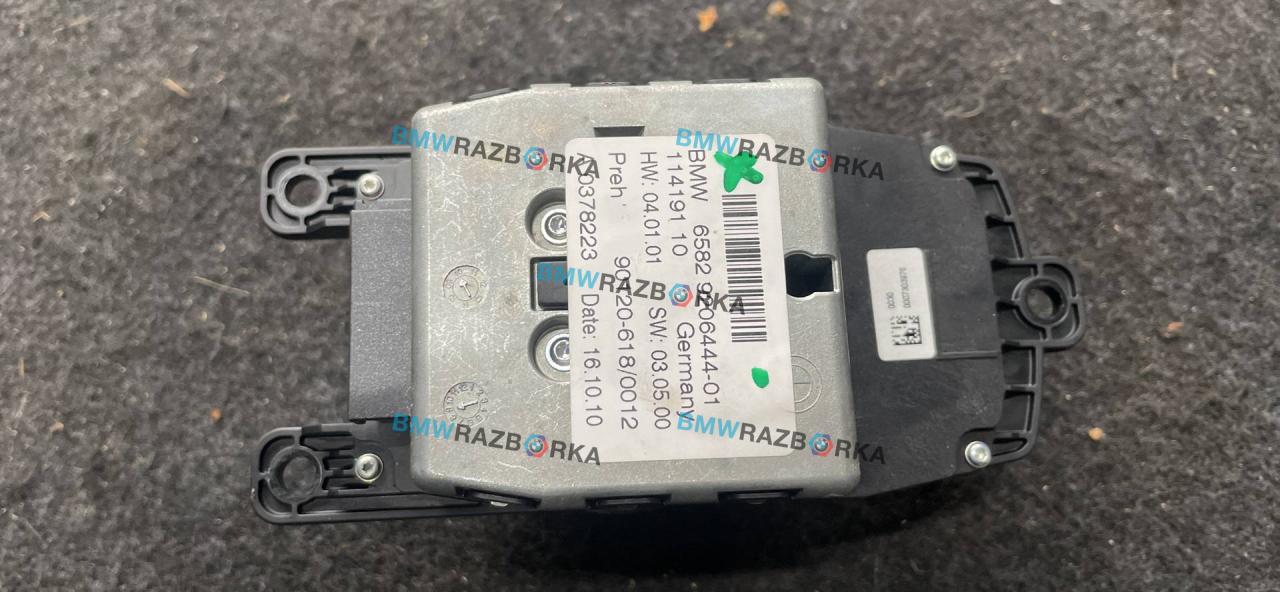 BMW 6582 9206444-01
114191 10 Germany
HW: 04.01.01 SW: 03.05.00
Preh 90420-618/0012
A0378223 Date: 16.10.10
BMWRAZBORKA
BMWRAZBORKA
BMWRAZBORKA
BMWRAZBORKA
BMWRAZBORKA